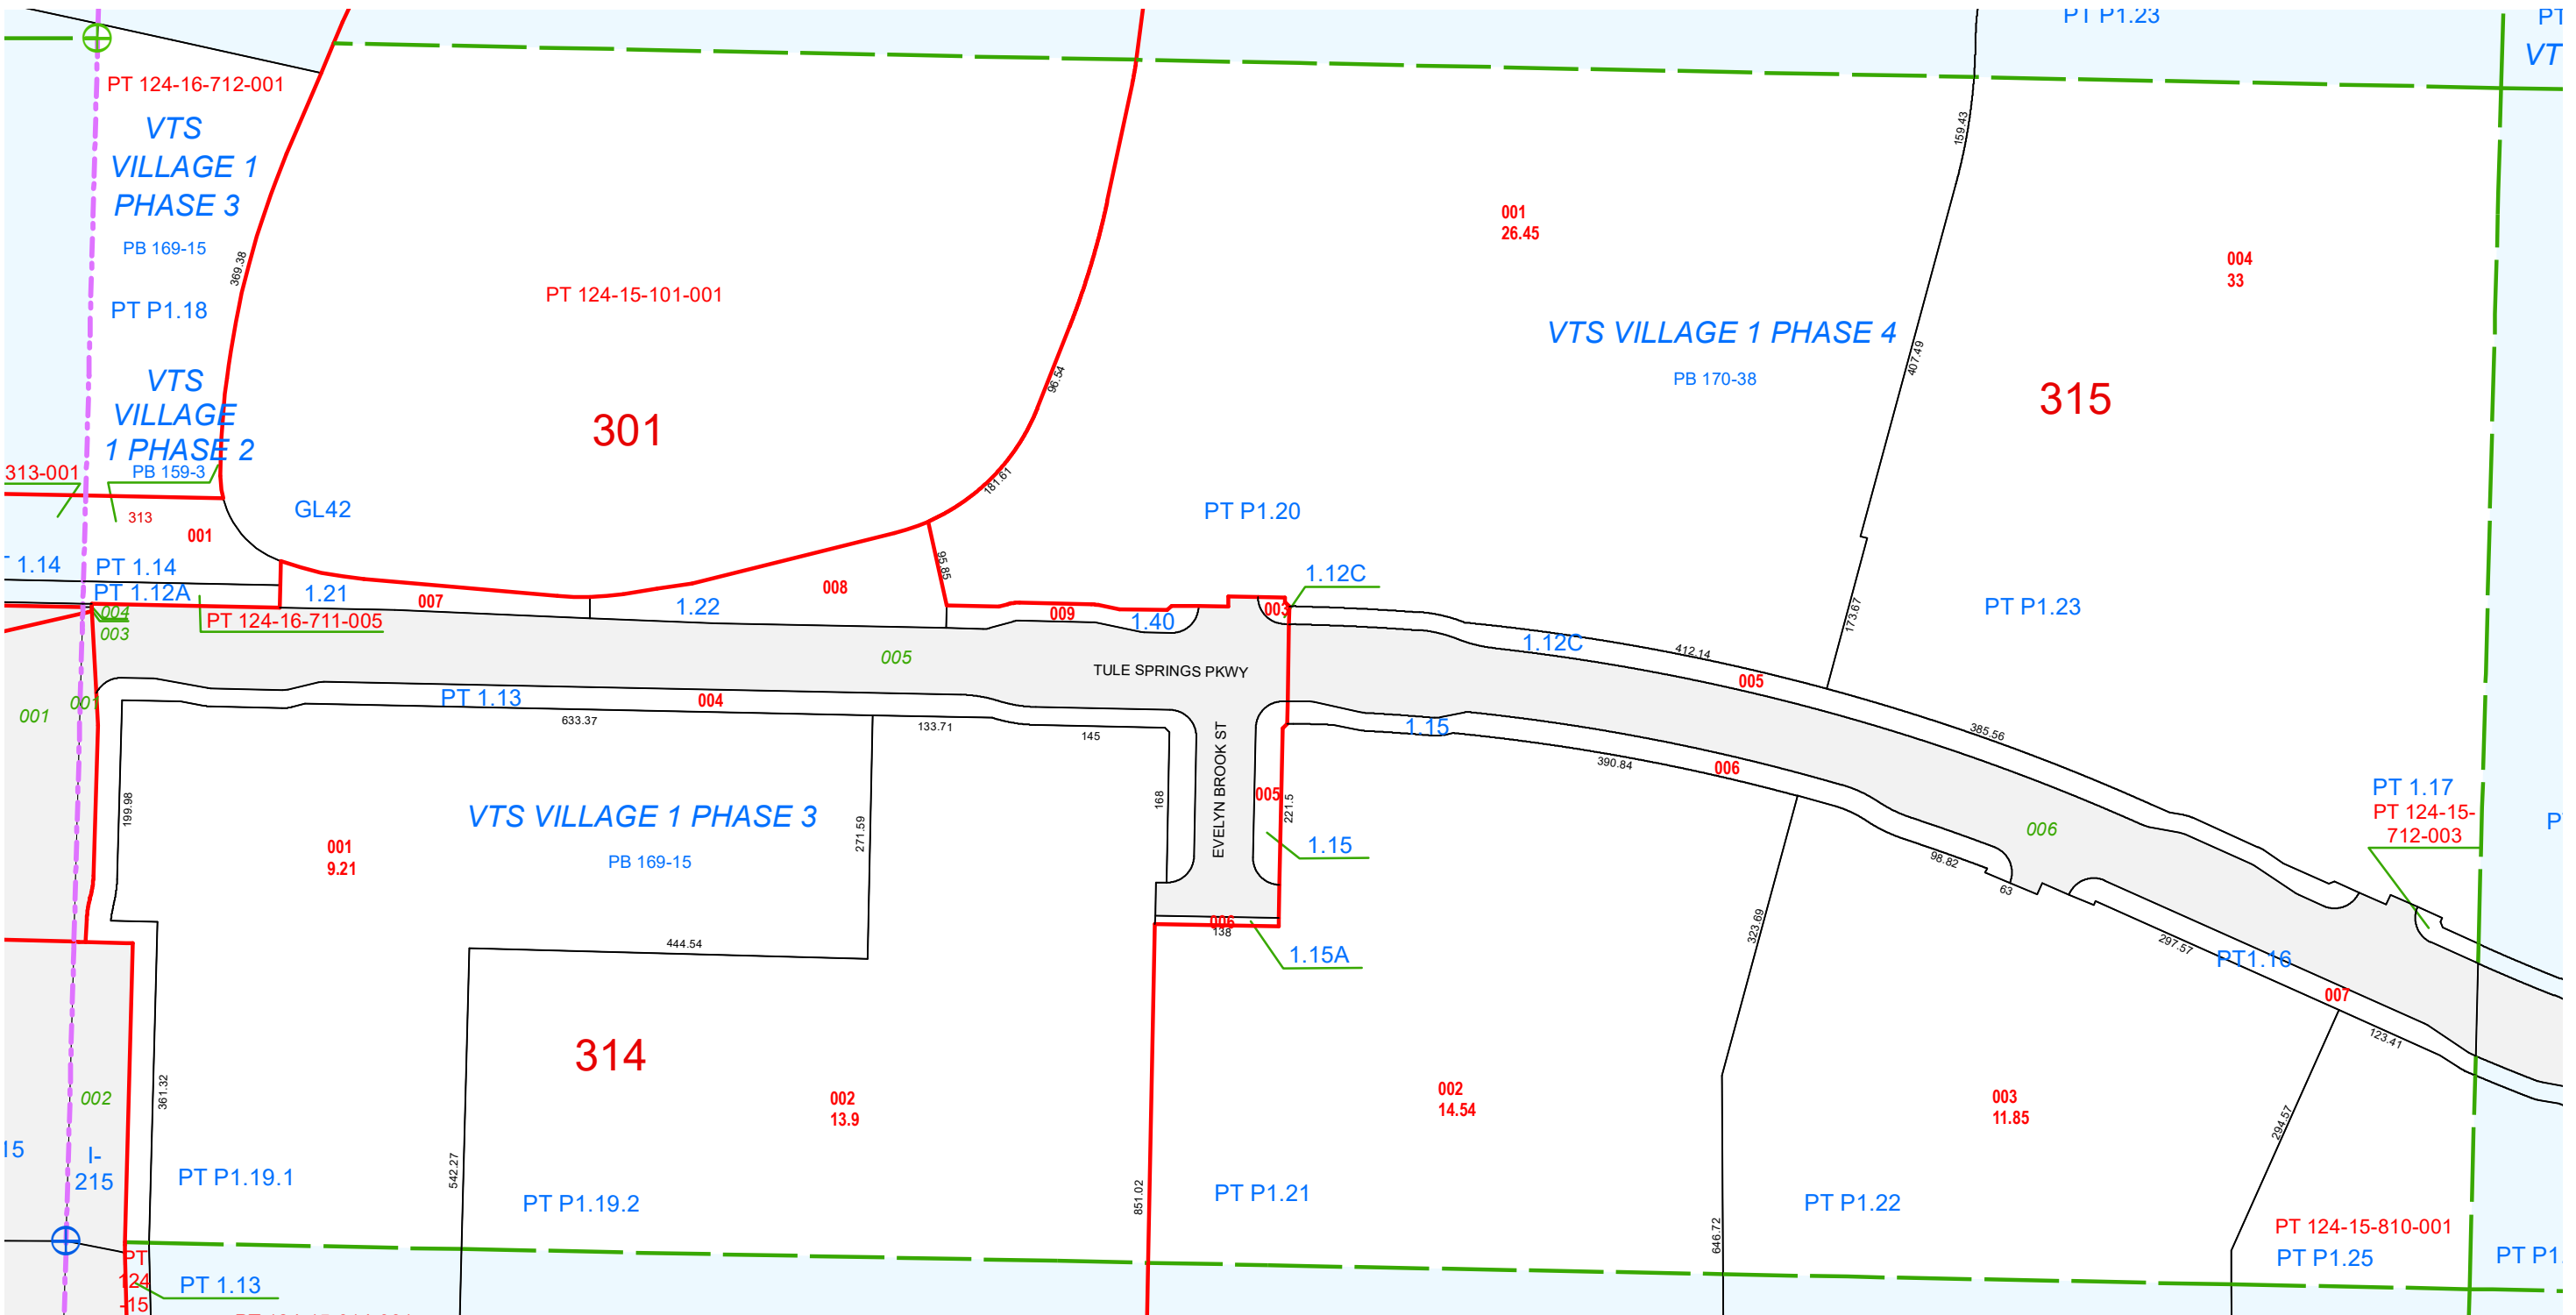 PT P1.23
PT
VT
PT 124-16-712-001
VTS
VILLAGE 1
PHASE 3
PB 169-15
PT P1.18
VTS
VILLAGE
1 PHASE 2
PB 159-3
313-001
313
001
369.38
GL42
PT 124-15-101-001
301
96.54
181.61
95.85
001
26.45
159.43
407.49
173.67
004
33
VTS VILLAGE 1 PHASE 4
PB 170-38
315
PT P1.20
PT P1.23
1.14
PT 1.14
PT 1.12A
004
003
PT 124-16-711-005
1.21
007
1.22
008
009
1.40
003
1.12C
1.12C
412.14
005
385.56
005
TULE SPRINGS PKWY
EVELYN BROOK ST
001
001
PT 1.13
004
633.37
133.71
145
168
199.98
271.59
VTS VILLAGE 1 PHASE 3
PB 169-15
001
9.21
444.54
005
221.5
1.15
1.15
006
390.84
006
138
1.15A
006
98.82
63
PT 1.17
PT 124-15-
712-003
297.57
PT1.16
007
123.41
323.69
294.57
314
002
13.9
002
14.54
003
11.85
002
361.32
542.27
851.02
646.72
15
I-
215
PT P1.19.1
PT P1.19.2
PT P1.21
PT P1.22
PT 124-15-810-001
PT P1.25
PT P1.
PT
124
-15
PT 1.13